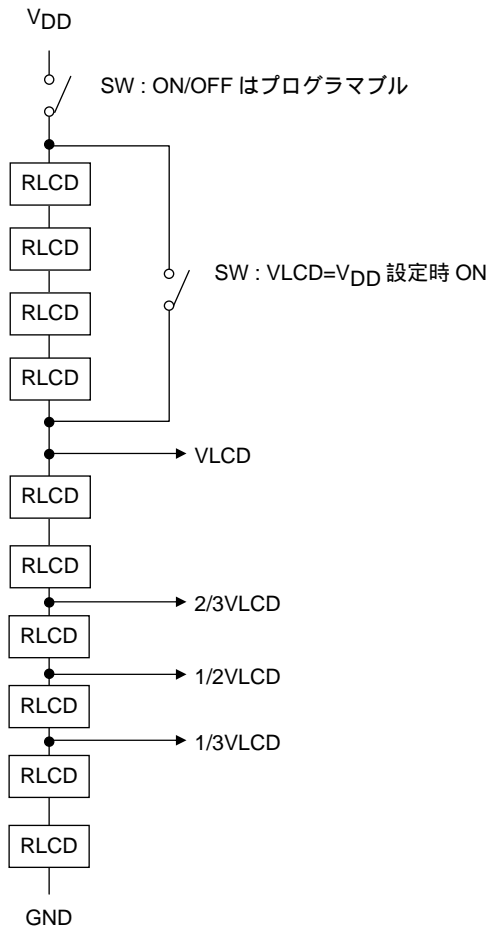 VDD
SW : ON/OFF はプログラマブル
RLCD
RLCD
SW : VLCD=VDD 設定時 ON
RLCD
RLCD
VLCD
RLCD
RLCD
2/3VLCD
RLCD
1/2VLCD
RLCD
1/3VLCD
RLCD
RLCD
GND